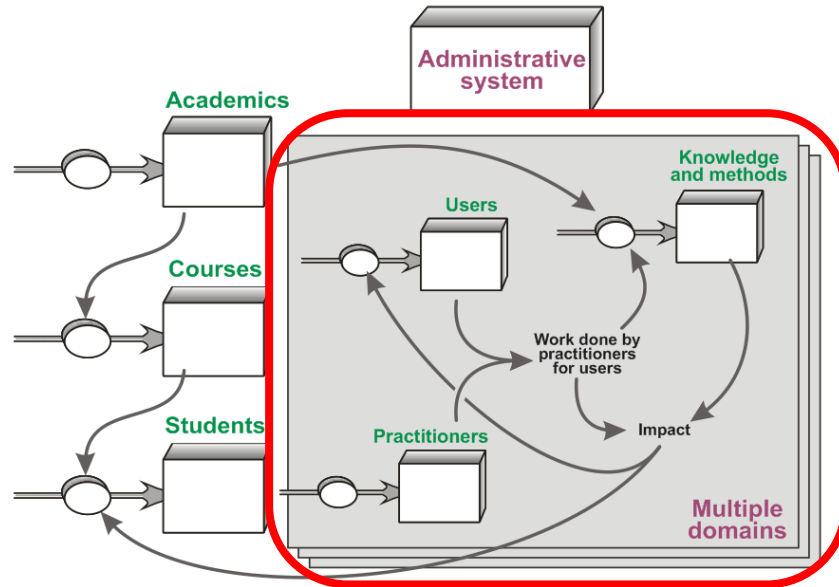 Administrative
system
Academics
Knowledge
and methods
Users
Courses
Work done by
practitioners
for users
Students
Practitioners
Impact
Multiple
domains